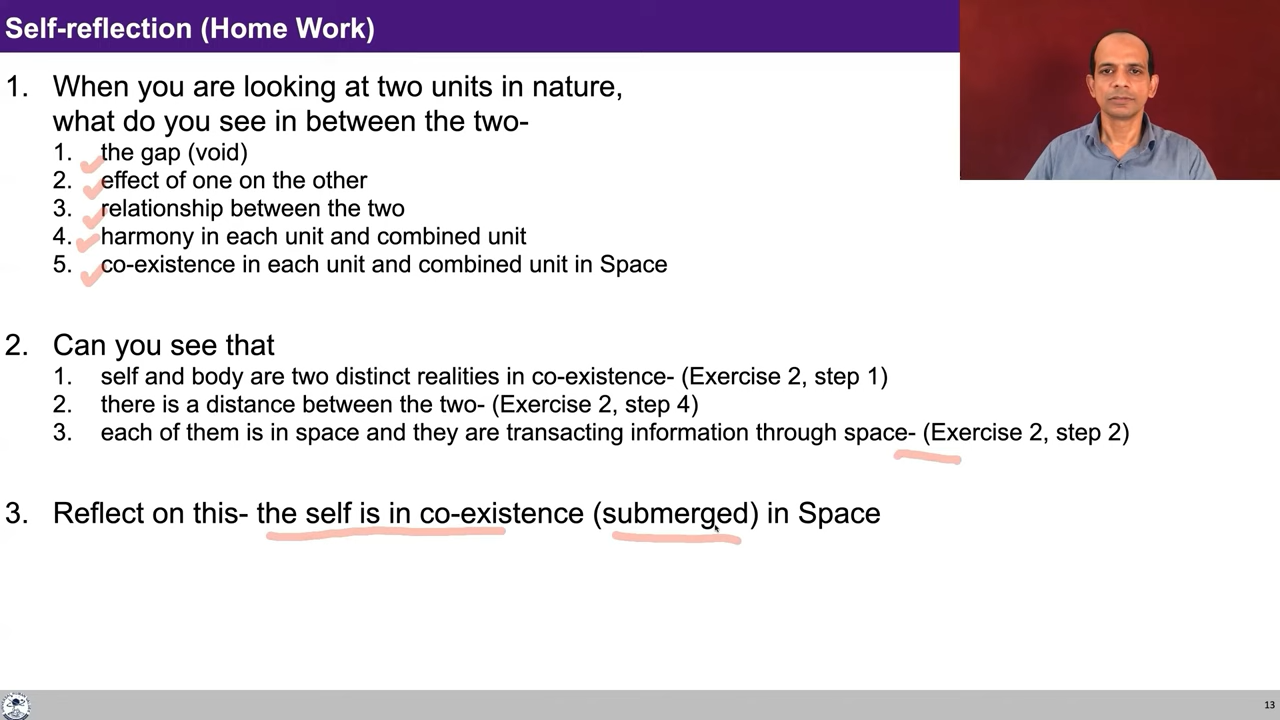 Self-reflection (Home Work)
1. When you are looking at two units in nature,
what do you see in between the two-
1. the gap (void)
2. effect of one on the other
3. relationship between the two
4. harmony in each unit and combined unit
5. co-existence in each unit and combined unit in Space
2. Can you see that
1. self and body are two distinct realities in co-existence- (Exercise 2, step 1)
2. there is a distance between the two- (Exercise 2, step 4)
3. each of them is in space and they are transacting information through space- (Exercise 2, step 2)
3. Reflect on this- the self is in co-existence (submerged) in Space
13